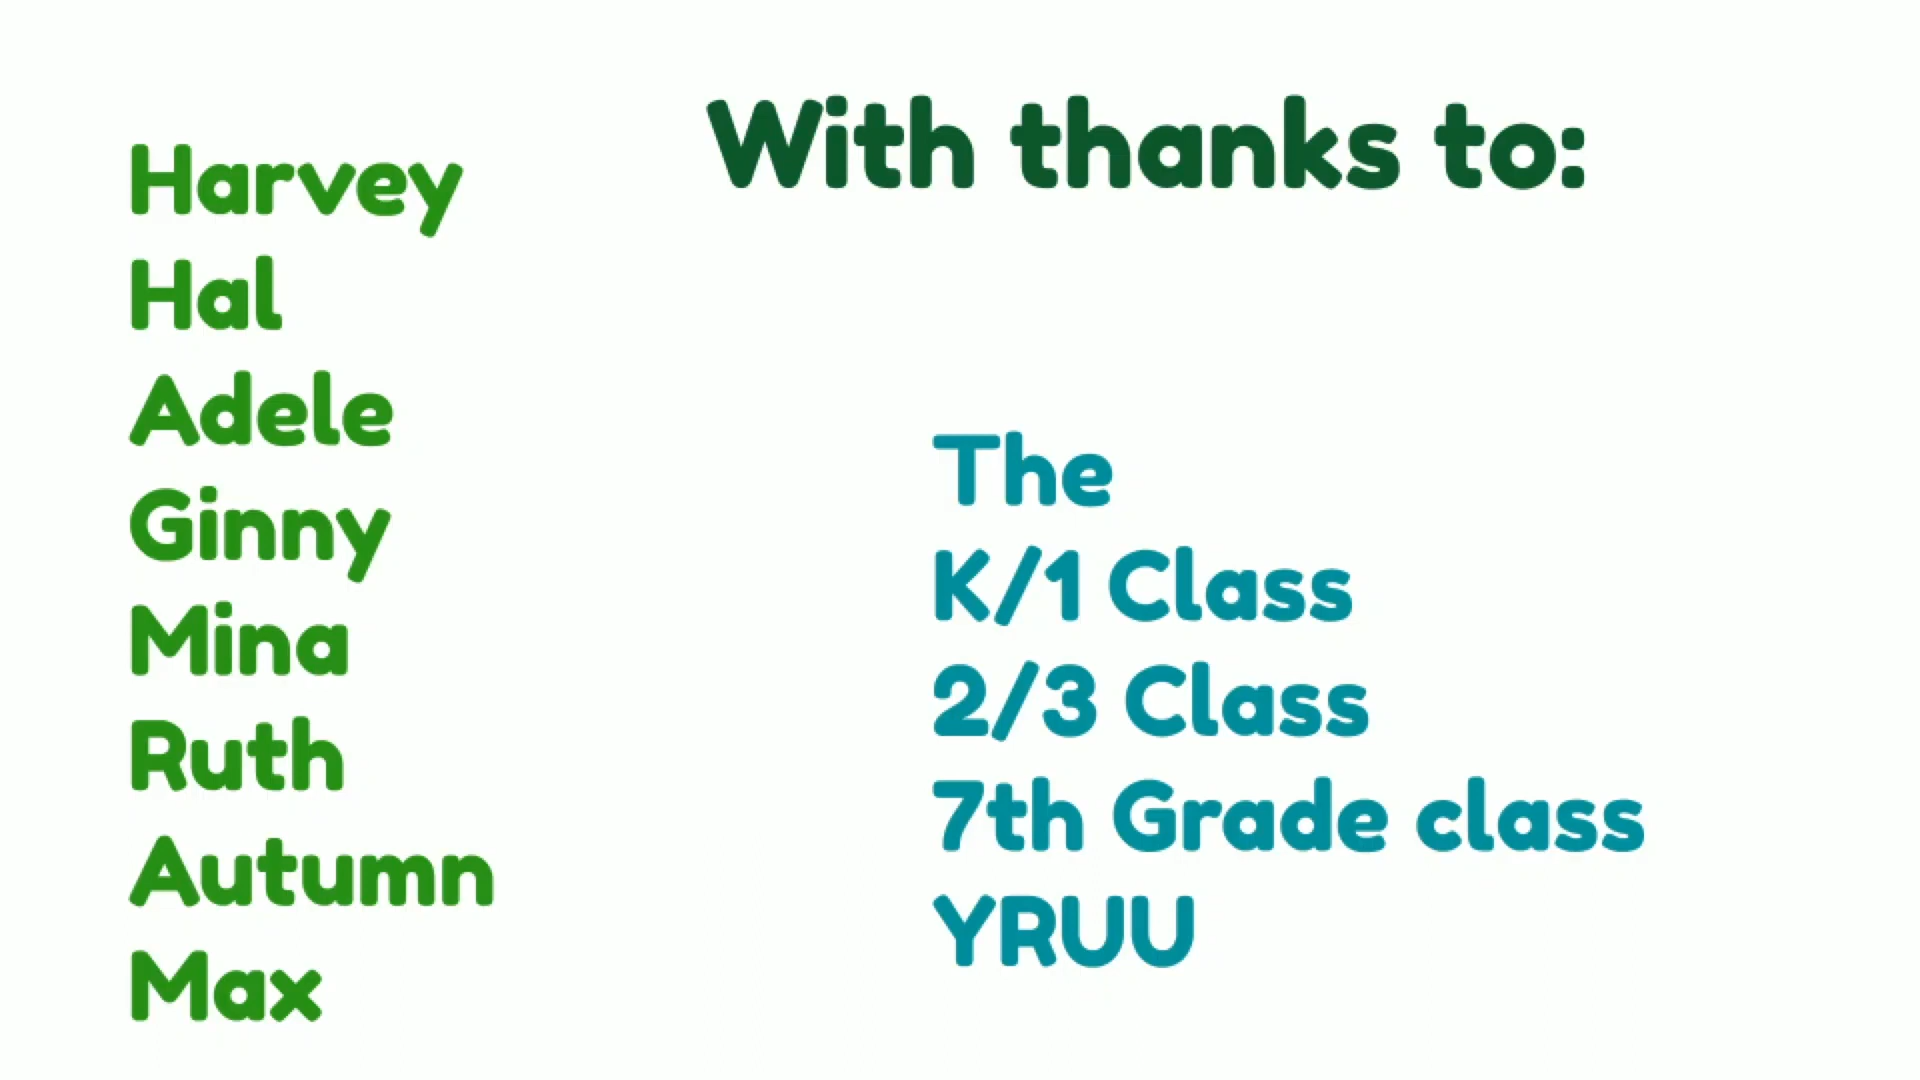 With thanks to:
Harvey
Hal
Adele
Ginny
Mina
Ruth
Autumn
Max
The
K/1 Class
2/3 Class
7th Grade class
YRUU